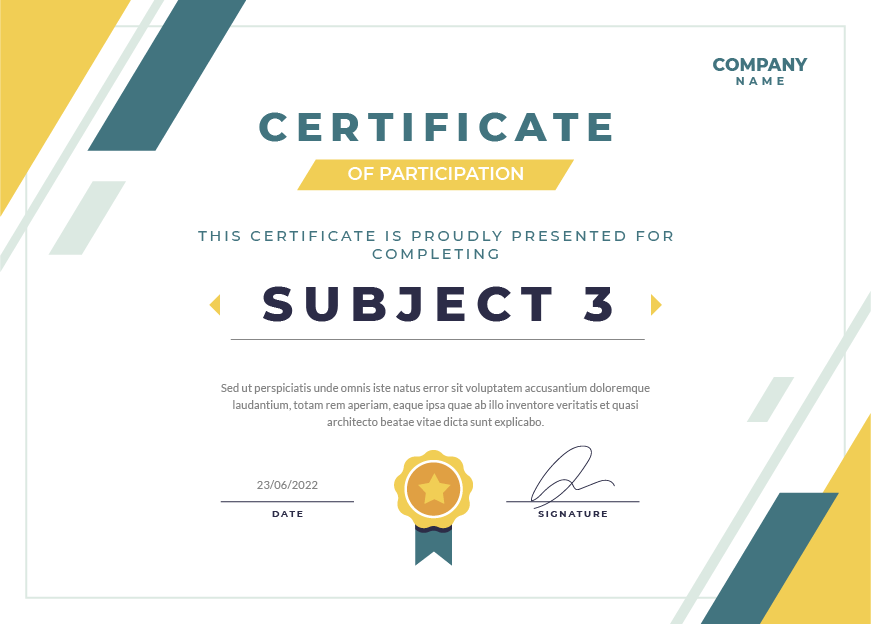 COMPANY
NAME
CERTIFICATE
OF PARTICIPATION
THIS CERTIFICATE IS PROUDLY PRESENTED FOR
COMPLETING
SUBJECT 3
Sed ut perspiciatis unde omnis iste natus error sit voluptatem accusantium doloremque
laudantium, totam rem aperiam, eaque ipsa quae ab illo inventore veritatis et quasi
architecto beatae vitae dicta sunt explicabo.
23/06/2022
DATE
SIGNATURE